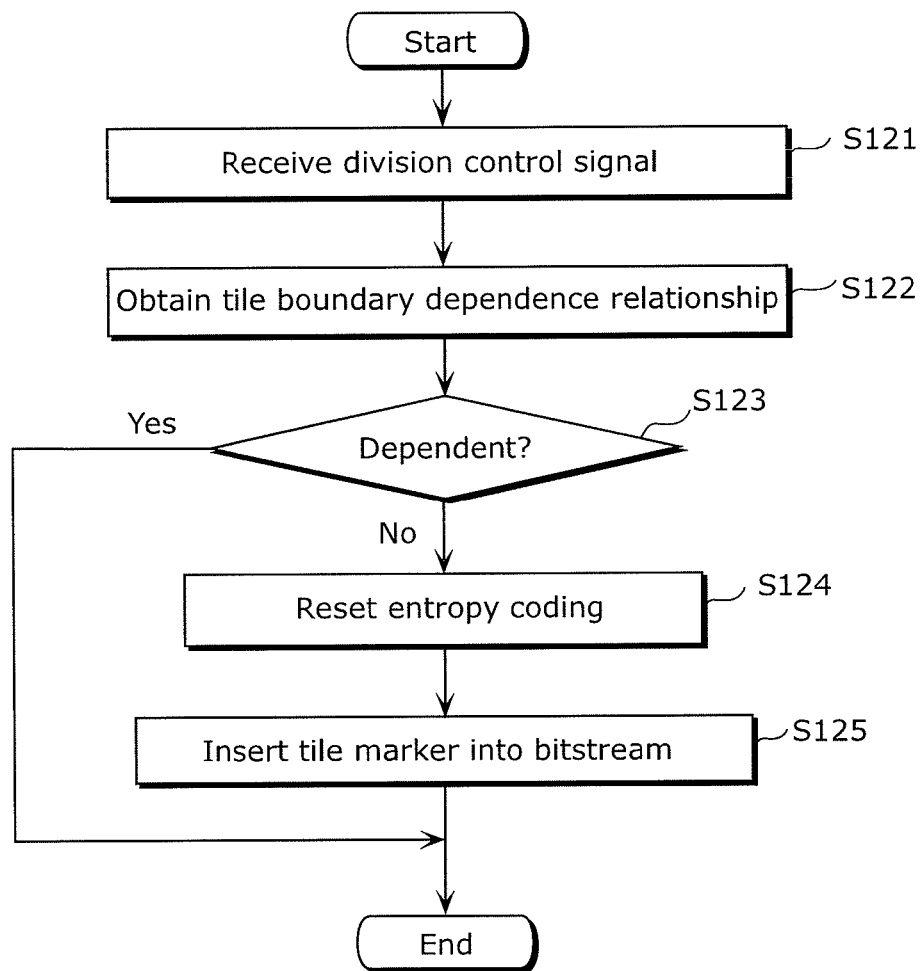 Start
Receive division control signal
S121
Obtain tile boundary dependence relationship
S122
Dependent?
S123
Yes
No
Reset entropy coding
S124
Insert tile marker into bitstream
S125
End